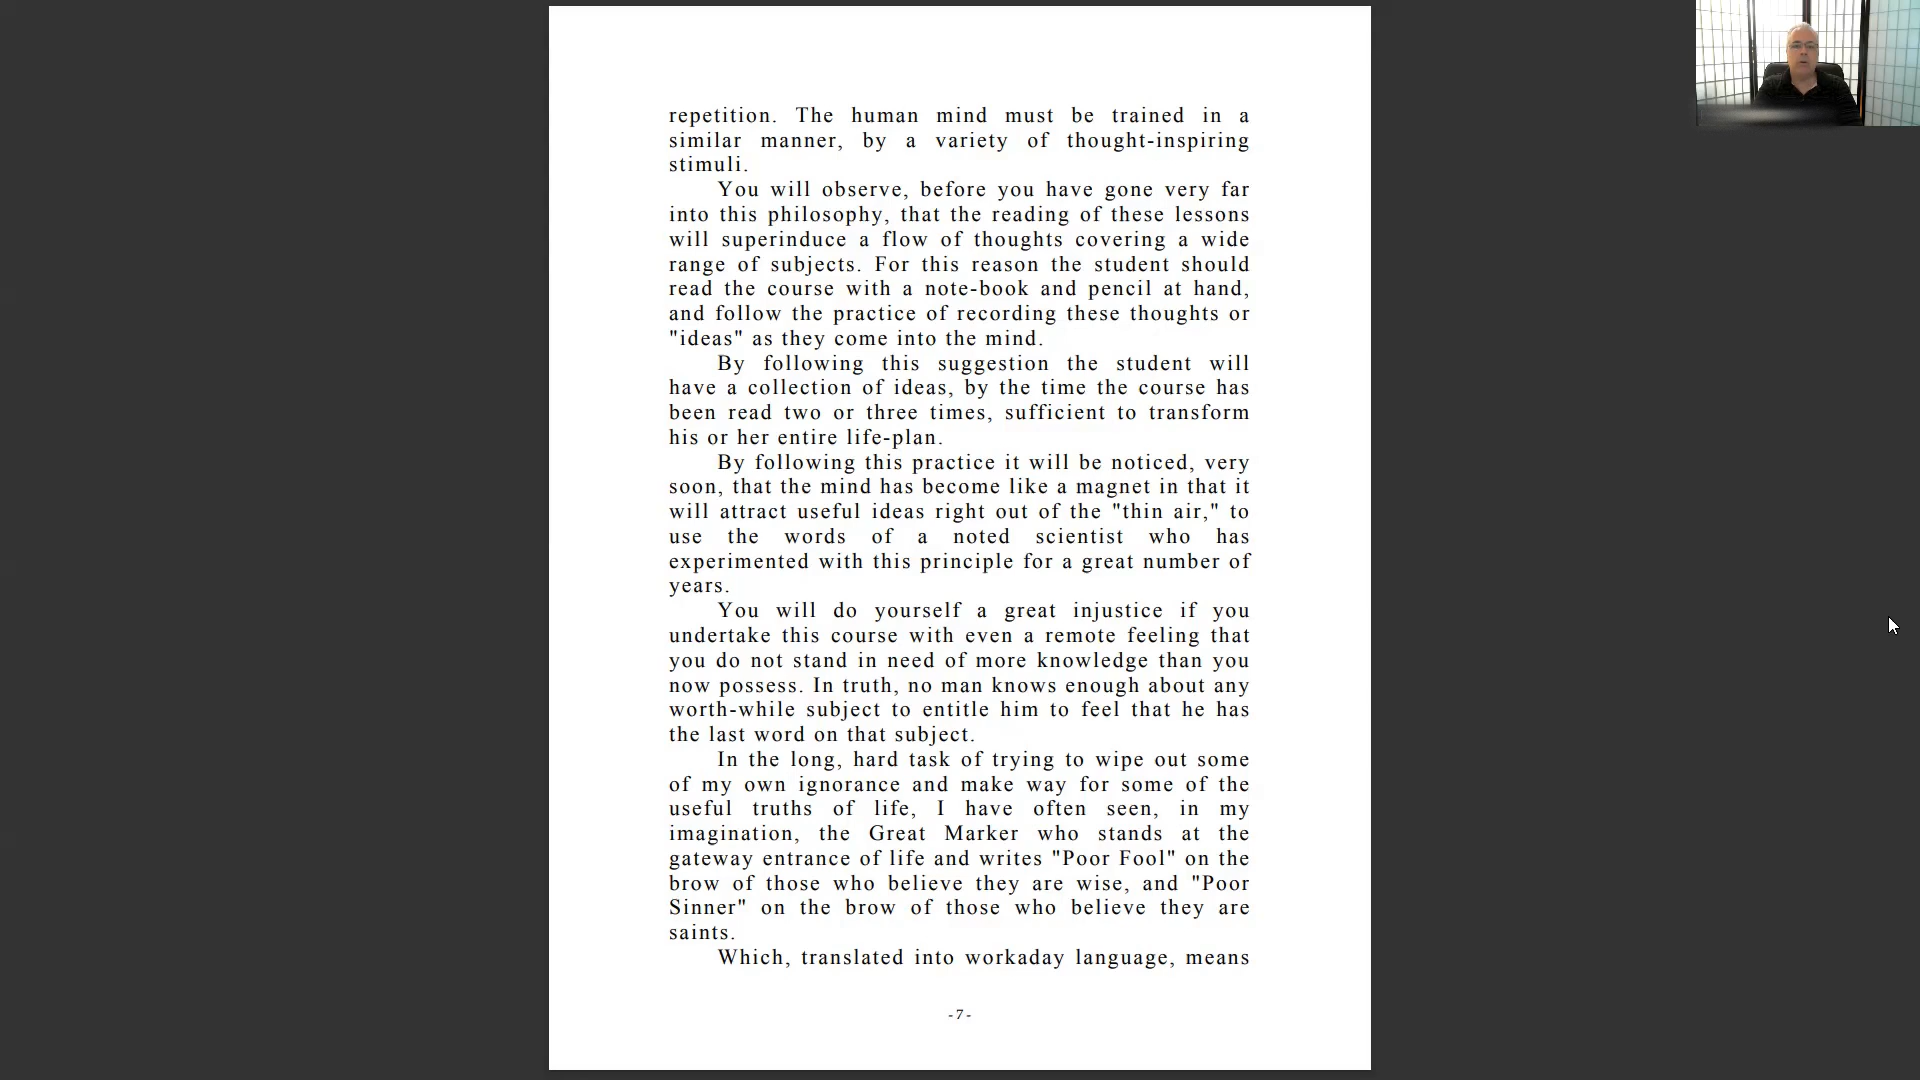 repetition. The human mind must be trained in a
similar manner, by a variety of thought-inspiring
stimuli.
You will observe, before you have gone very far
into this philosophy, that the reading of these lessons
will superinduce a flow of thoughts covering a wide
range of subjects. For this reason the student should
read the course with a note-book and pencil at hand,
and follow the practice of recording these thoughts or
"ideas" as they come into the mind.
By following this suggestion the student will
have a collection of ideas, by the time the course has
been read two or three times, sufficient to transform
his or her entire life-plan.
By following this practice it will be noticed, very
soon, that the mind has become like a magnet in that it
will attract useful ideas right out of the "thin air," to
use the words of a noted scientist who has
experimented with this principle for a great number of
years.
You will do yourself a great injustice if you
undertake this course with even a remote feeling that
you do not stand in need of more knowledge than you
now possess. In truth, no man knows enough about any
worth-while subject to entitle him to feel that he has
the last word on that subject.
In the long, hard task of trying to wipe out some
of my own ignorance and make way for some of the
useful truths of life, I have often seen, in my
imagination, the Great Marker who stands at the
gateway entrance of life and writes "Poor Fool" on the
brow of those who believe they are wise, and "Poor
Sinner" on the brow of those who believe they are
saints.
Which, translated into workaday language, means
- 7 -